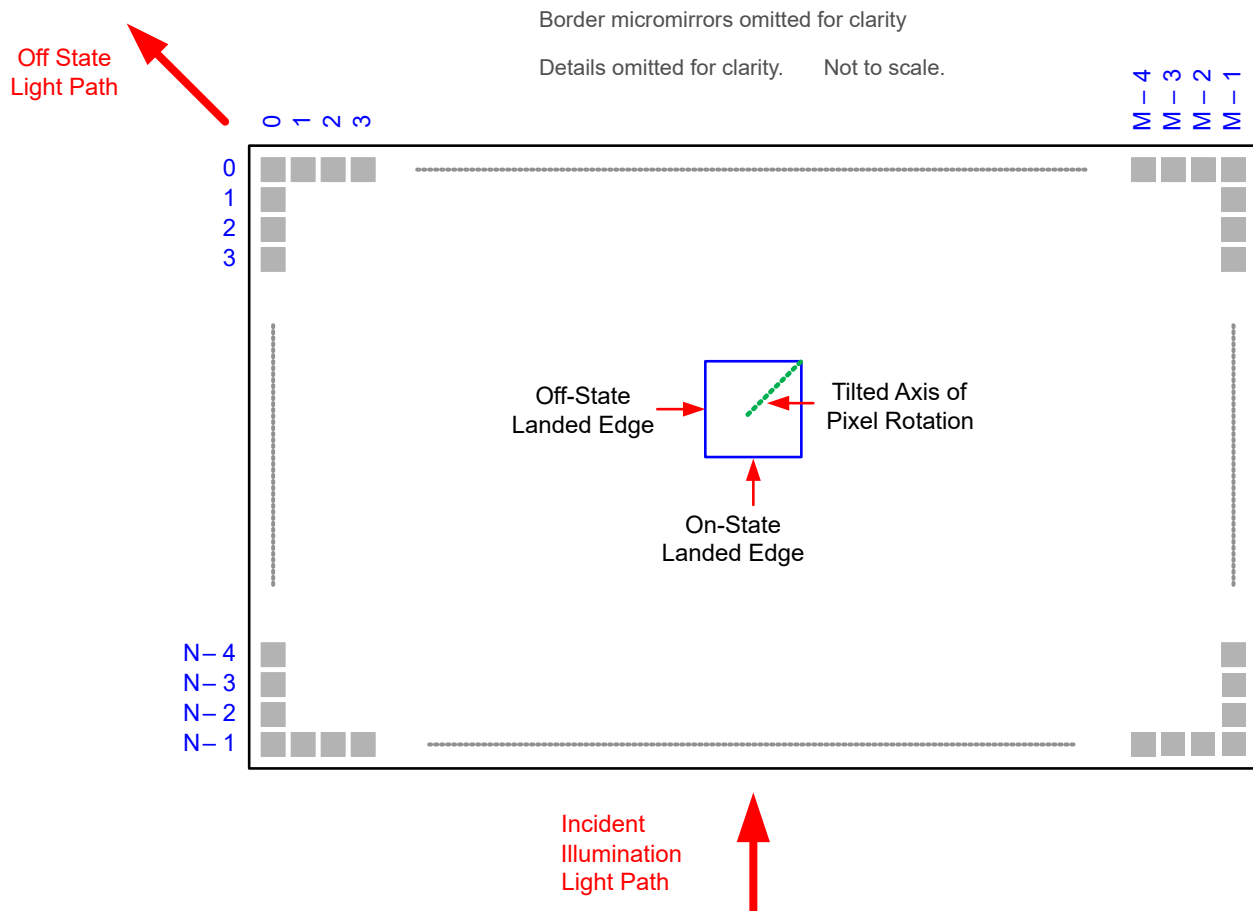 Border micromirrors omitted for clarity
Details omitted for clarity. Not to scale.
Off State
Light Path
0 1 2 3
M – 4 M – 3 M – 2 M – 1
0
1
2
3
Off-State
Landed Edge
Tilted Axis of
Pixel Rotation
On-State
Landed Edge
N – 4
N – 3
N – 2
N – 1
Incident
Illumination
Light Path